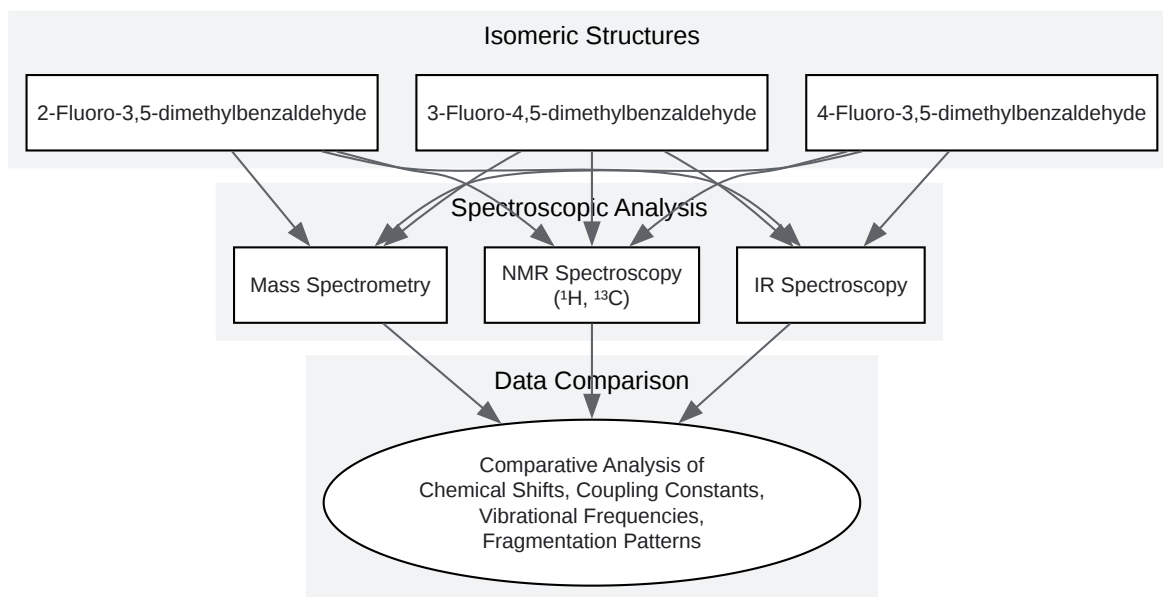 Isomeric Structures
2-Fluoro-3,5-dimethylbenzaldehyde
3-Fluoro-4,5-dimethylbenzaldehyde
4-Fluoro-3,5-dimethylbenzaldehyde
Spectroscopic Analysis
Mass Spectrometry
NMR Spectroscopy
(¹H, ¹³C)
IR Spectroscopy
Data Comparison
Comparative Analysis of
Chemical Shifts, Coupling Constants,
Vibrational Frequencies,
Fragmentation Patterns